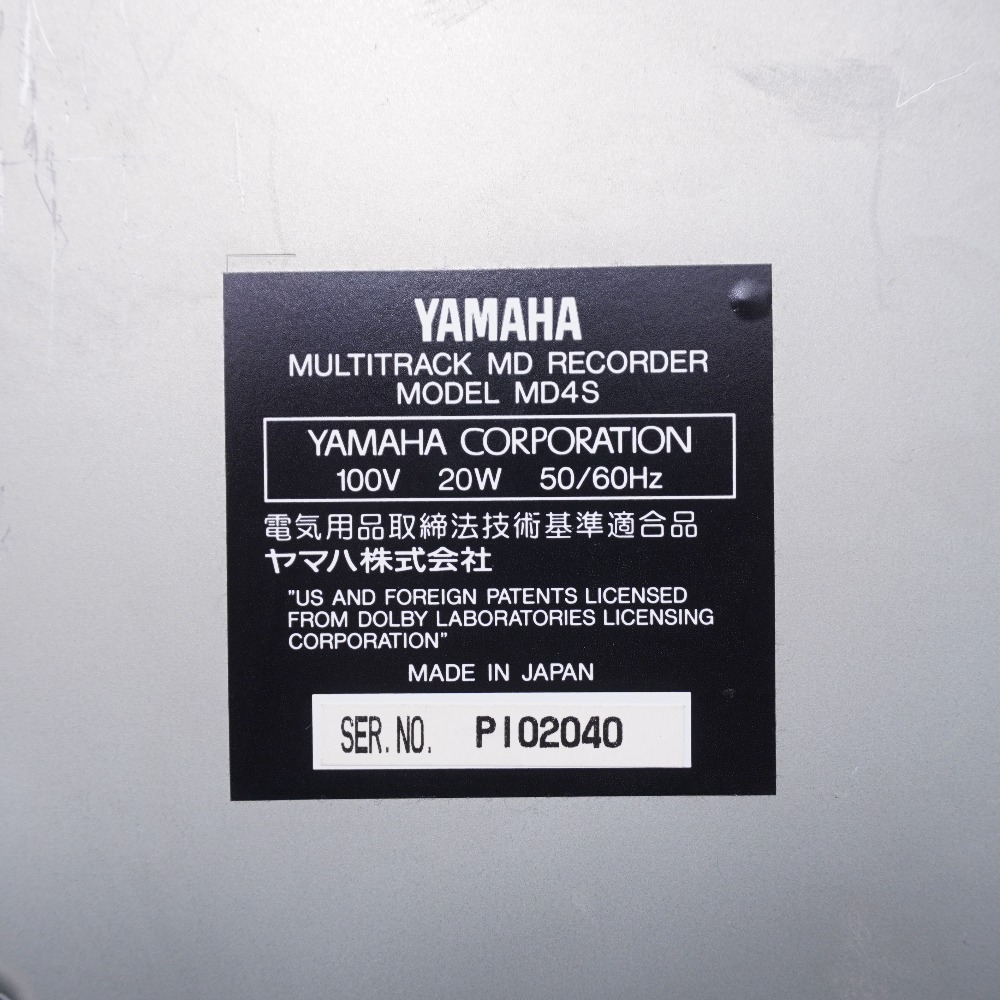 YAMAHA
MULTITRACK MD RECORDER
MODEL MD4S
YAMAHA CORPORATION
100V 20W 50/60Hz
電気用品取締法技術基準適合品
ヤマハ株式会社
"US AND FOREIGN PATENTS LICENSED
FROM DOLBY LABORATORIES LICENSING
CORPORATION"
MADE IN JAPAN
SER. NO. PI02040